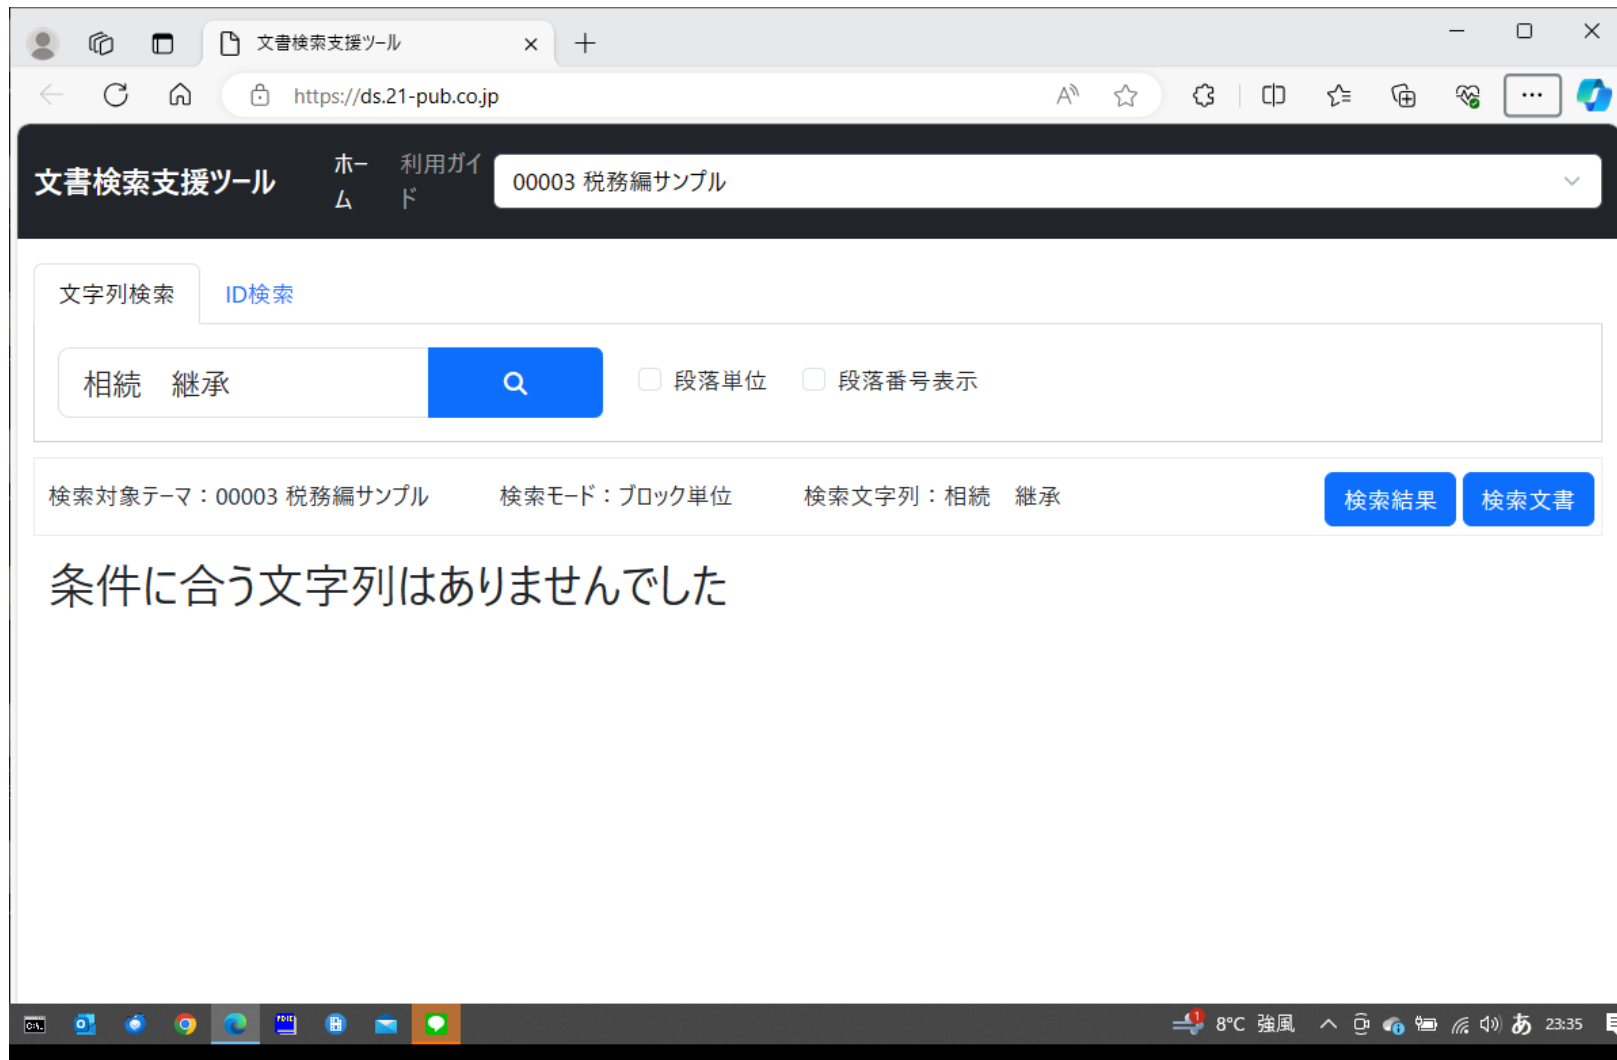 文書検索支援ツール
https://ds.21-pub.co.jp
文書検索支援ツール
ホーム
利用ガイド
00003 税務編サンプル
文字列検索 ID検索
相続　継承
段落単位 段落番号表示
検索対象テーマ：00003 税務編サンプル 検索モード：ブロック単位 検索文字列：相続　継承 検索結果 検索文書
条件に合う文字列はありませんでした
1 8°C 強風 あ 23:35